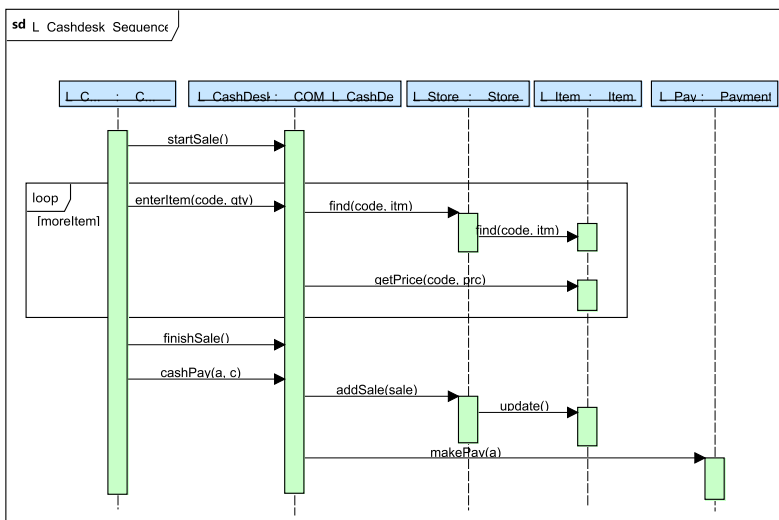 sd L_Cashdesk_Sequence
L_C... : C...
L_CashDesk : COM_L_CashDe
L_Store : Store
L_Item : Item
L_Pay : Payment
startSale()
loop
enterItem(code, qty)
find(code, itm)
[moreItem]
find(code, itm)
getPrice(code, prc)
finishSale()
cashPay(a, c)
addSale(sale)
update()
makePay(a)